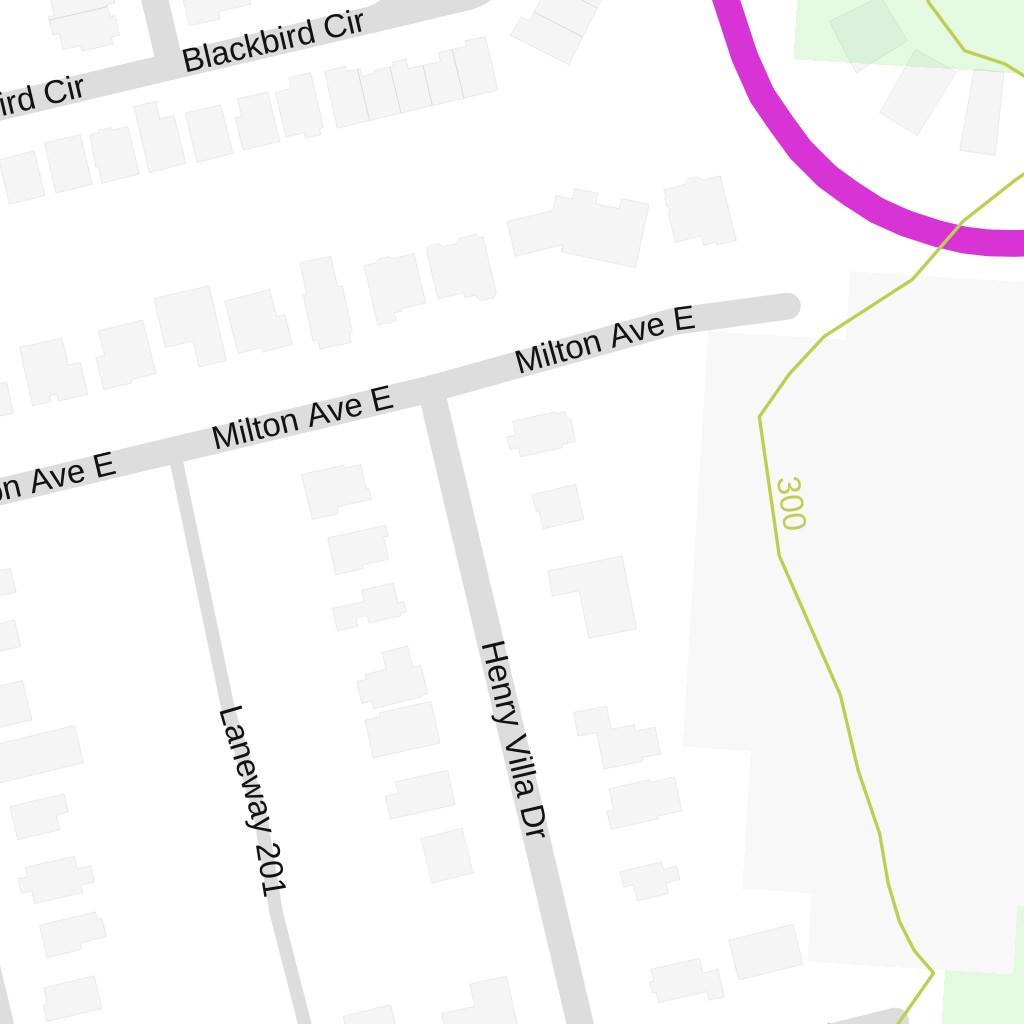 Blackbird Cir
ird Cir
Milton Ave E
Milton Ave E
on Ave E
300
Henry Villa Dr
Laneway 201